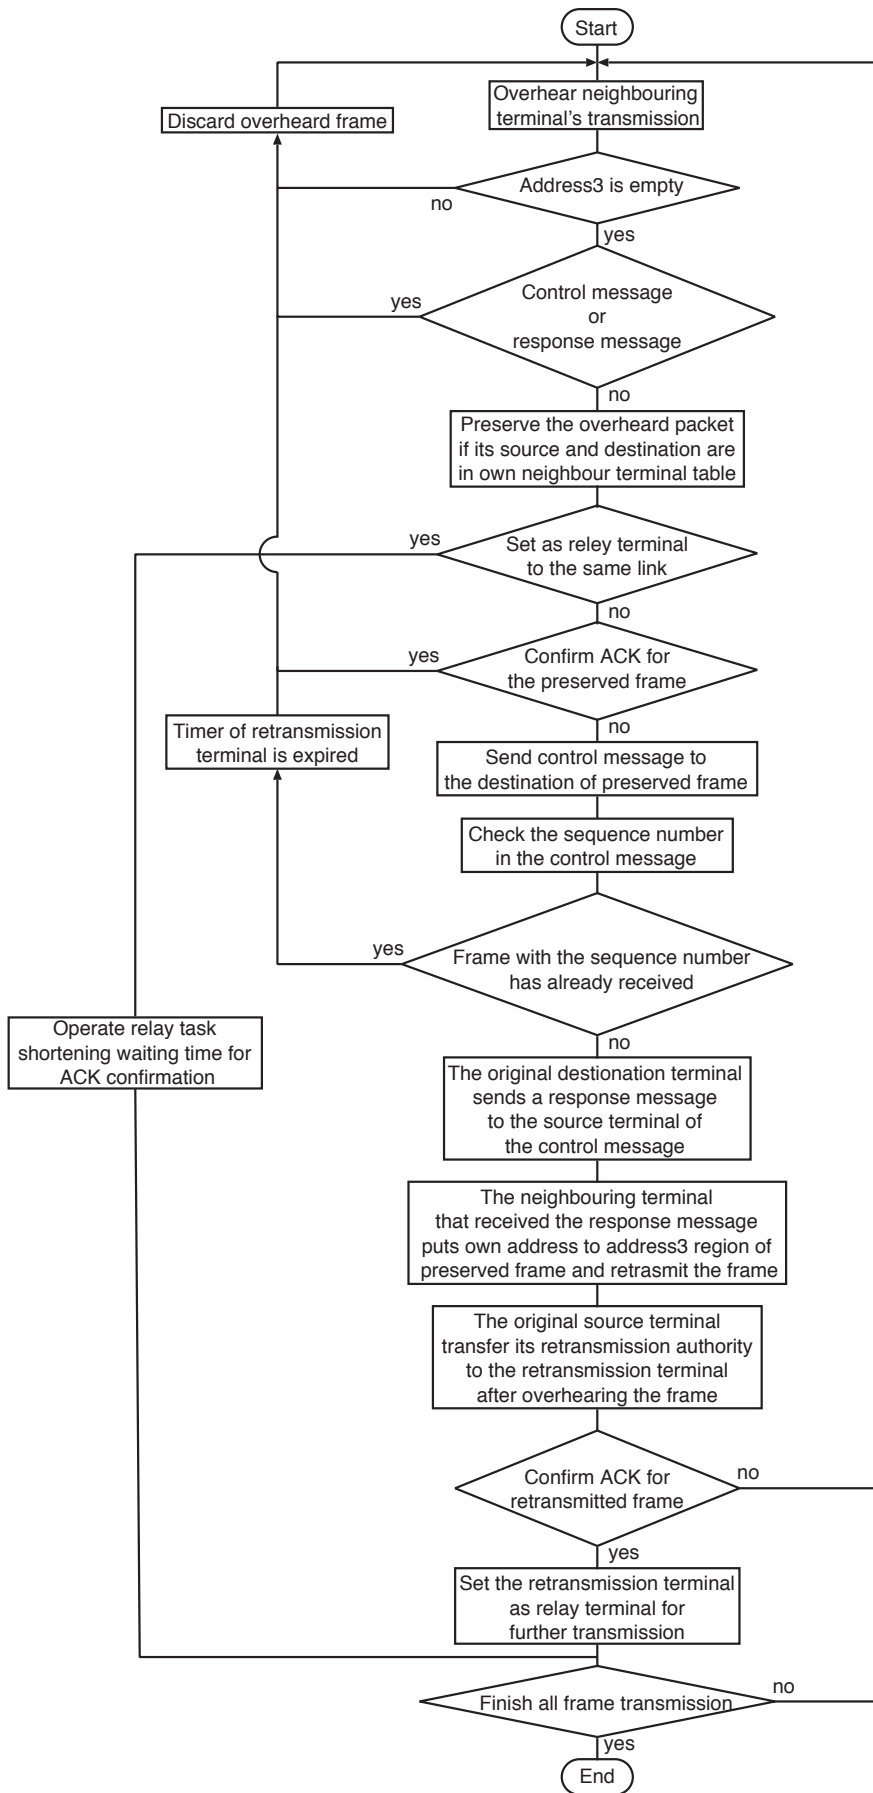 Start
Overhear neighbouring
terminal's transmission
Discard overheard frame
Address3 is empty
no
yes
Control message
or
response message
yes
no
Preserve the overheard packet
if its source and destination are
in own neighbour terminal table
Set as reley terminal
to the same link
yes
no
Confirm ACK for
the preserved frame
yes
no
Timer of retransmission
terminal is expired
Send control message to
the destination of preserved frame
Check the sequence number
in the control message
Frame with the sequence number
has already received
yes
no
Operate relay task
shortening waiting time for
ACK confirmation
The original destionation terminal
sends a response message
to the source terminal of
the control message
The neighbouring terminal
that received the response message
puts own address to address3 region of
preserved frame and retrasmit the frame
The original source terminal
transfer its retransmission authority
to the retransmission terminal
after overhearing the frame
Confirm ACK for
retransmitted frame
no
yes
Set the retransmission terminal
as relay terminal for
further transmission
Finish all frame transmission
no
yes
End